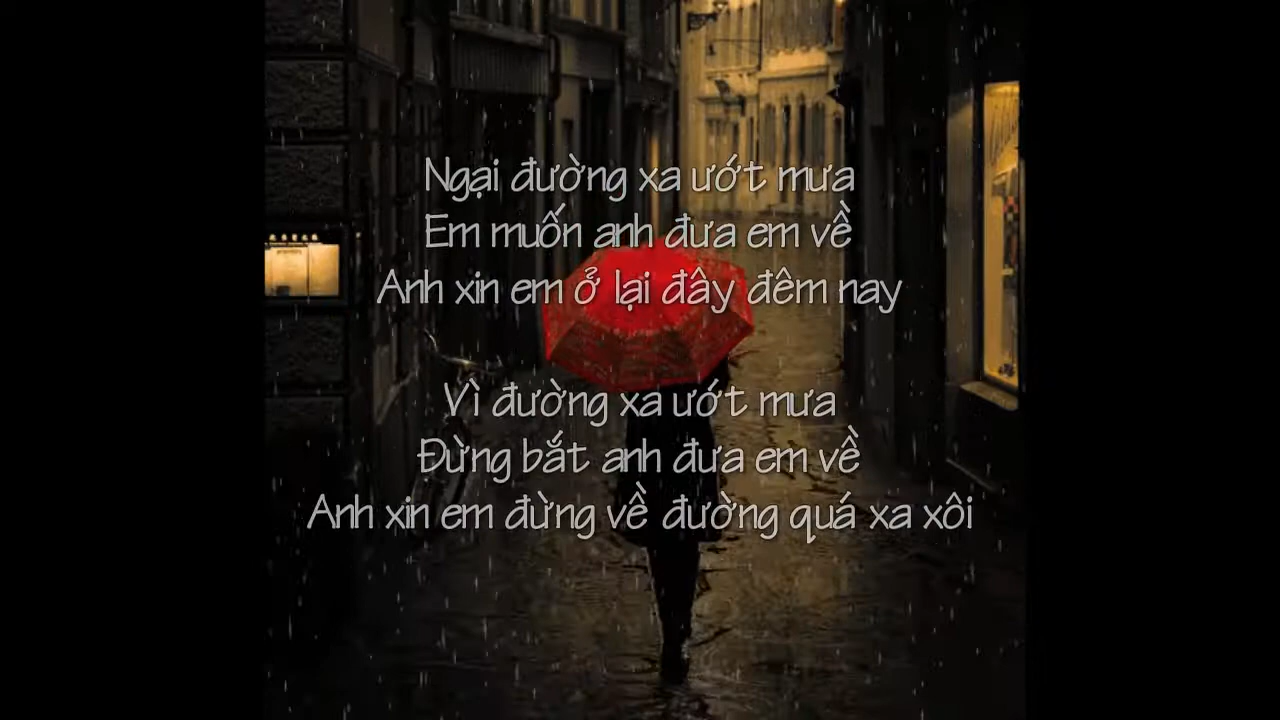 Ngại đường xa ướt mưa
Em muốn anh đưa em về
Anh xin em ở lại đây đêm nay
Vì đường xa ướt mưa
Đừng bắt anh đưa em về
Anh xin em đừng về đường quá xa xôi